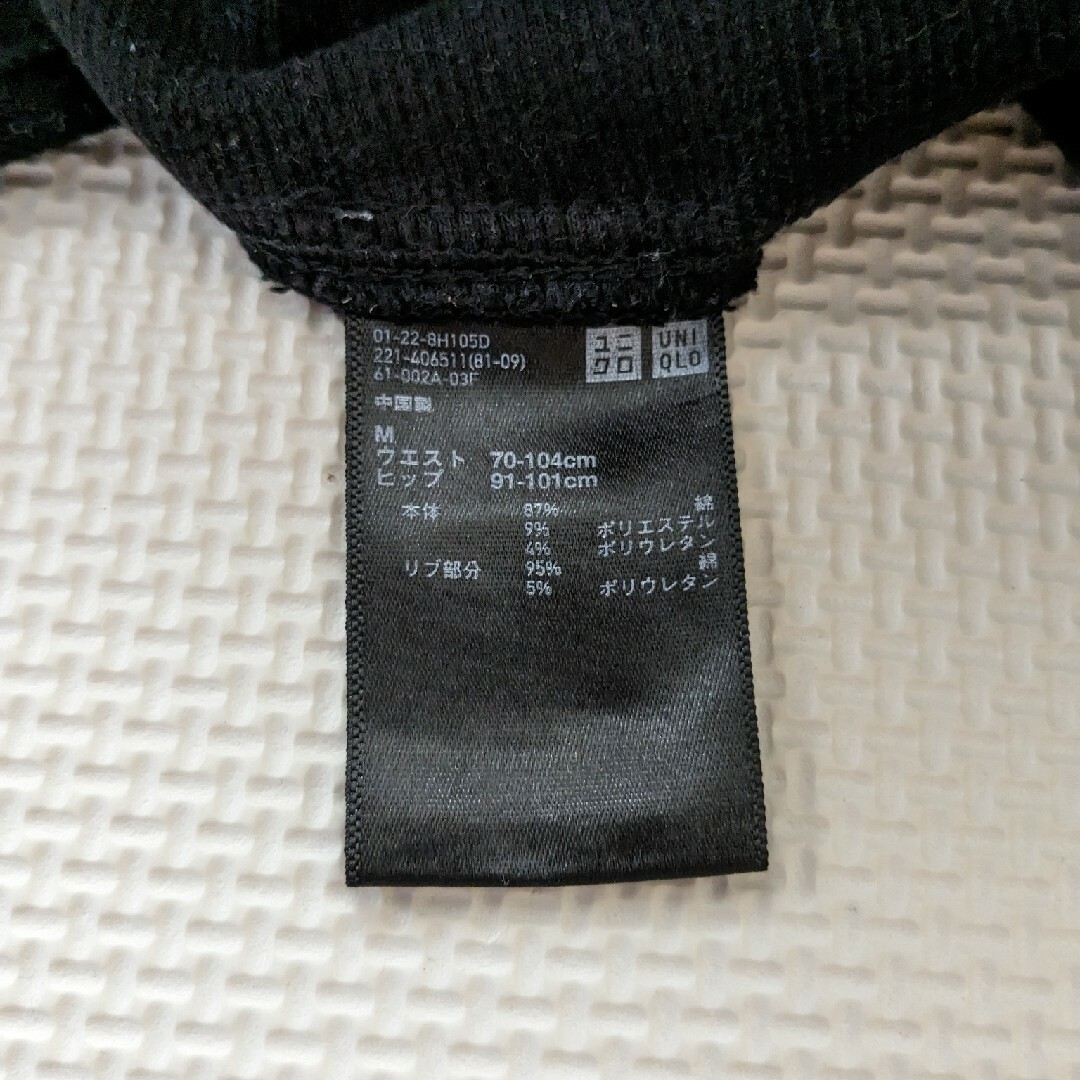 01-22-8H105D
221-406511(81-09)
61-002A-03F
ユニ
クロ
UNI
QLO
中国製
M
ウエスト 70-104cm
ヒップ 91-101cm
本体 87% 綿
9% ポリエステル
4% ポリウレタン
リブ部分 95% 綿
5% ポリウレタン